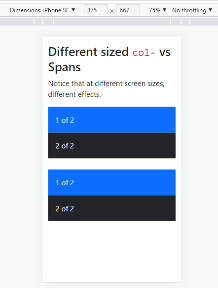 Dimensions: iPhone SE 375 x 667 75% No throttling
Different sized col- vs
Spans
Notice that at different screen sizes,
different effects.
1 of 2
2 of 2
1 of 2
2 of 2